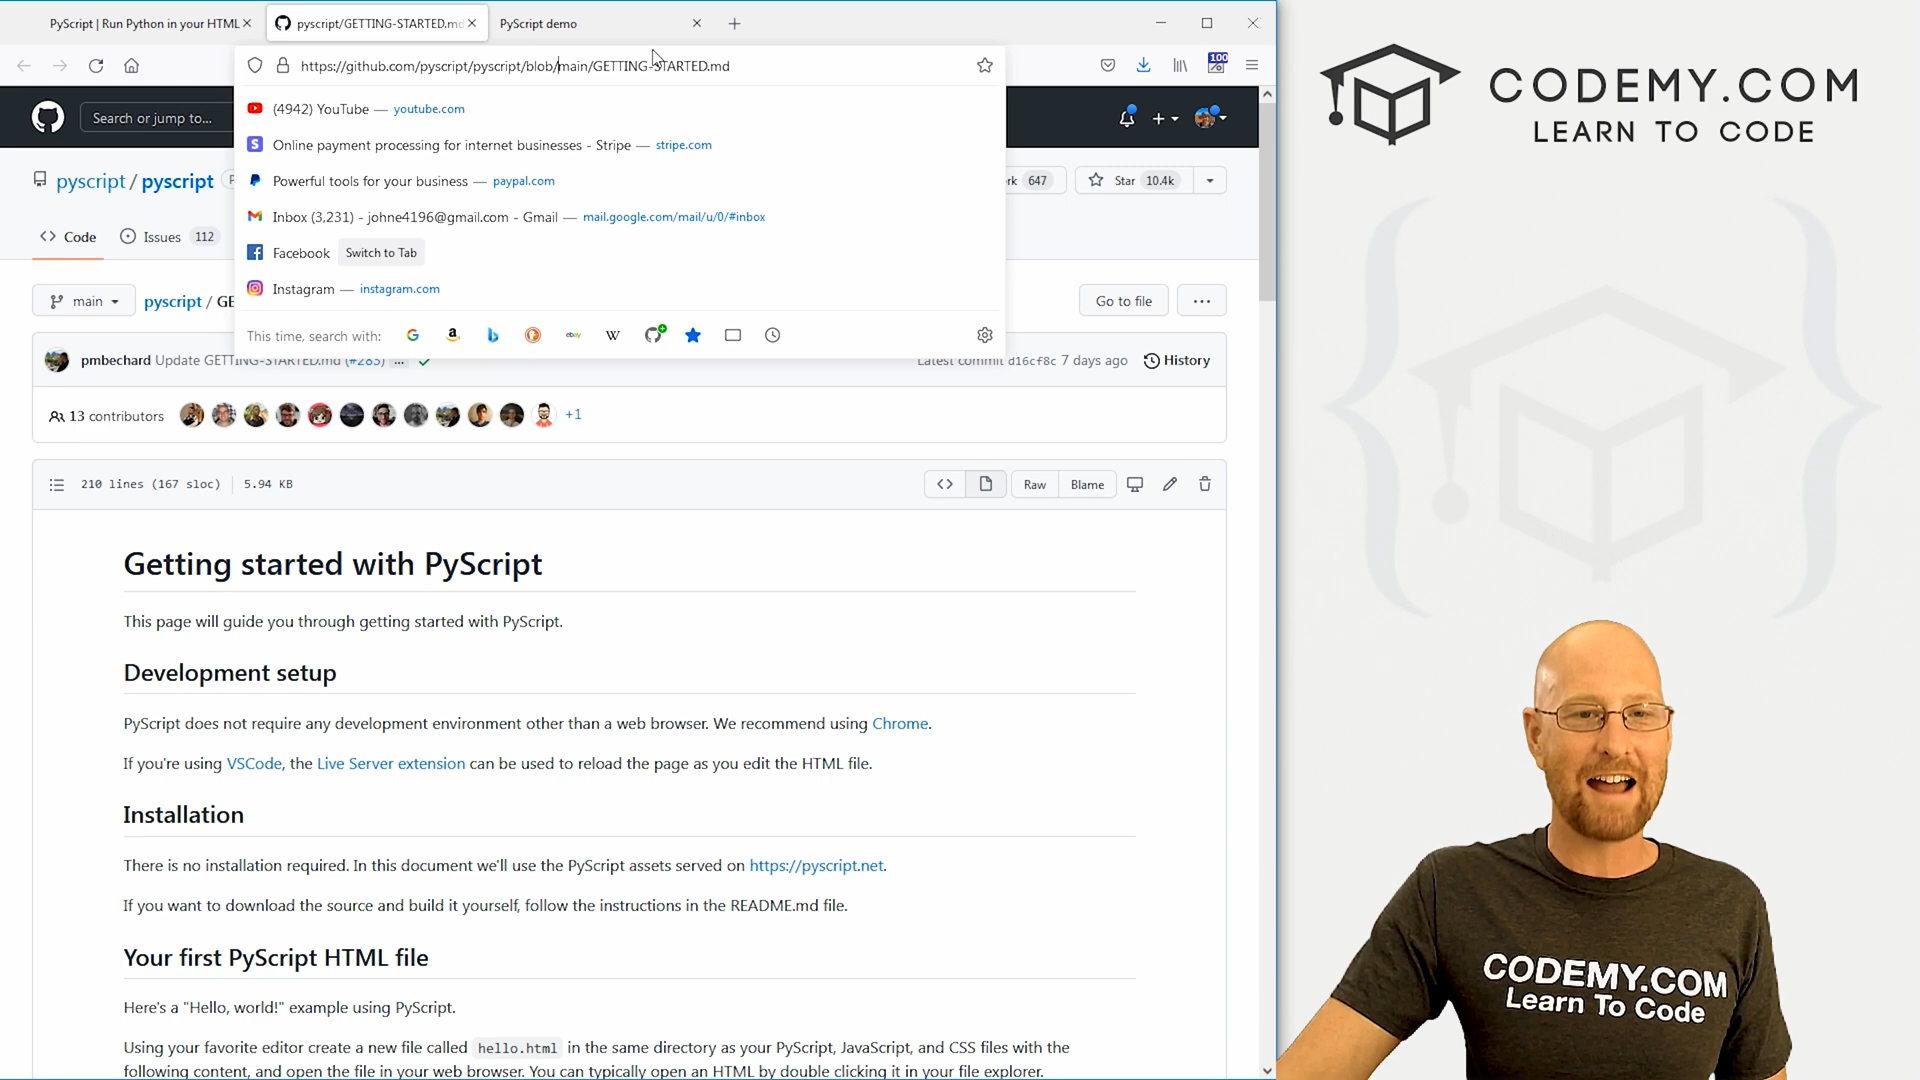 PyScript | Run Python in your HTML
pyscript/GETTING-STARTED.md
PyScript demo
https://github.com/pyscript/pyscript/blob/main/GETTING-STARTED.md
100
(4942) YouTube — youtube.com
Online payment processing for internet businesses - Stripe — stripe.com
Powerful tools for your business — paypal.com
Inbox (3,231) - johne4196@gmail.com - Gmail — mail.google.com/mail/u/0/#inbox
Facebook Switch to Tab
Instagram — instagram.com
This time, search with:
Search or jump to...
pyscript / pyscript
rk 647
Star 10.4k
Code
Issues 112
main
pyscript / GE
Go to file
pmbechard Update GETTING-STARTED.md (#283) ...
Latest commit d16cf8c 7 days ago
History
13 contributors
+1
210 lines (167 sloc)
5.94 KB
Raw
Blame
Getting started with PyScript
This page will guide you through getting started with PyScript.
Development setup
PyScript does not require any development environment other than a web browser. We recommend using Chrome.
If you're using VSCode, the Live Server extension can be used to reload the page as you edit the HTML file.
Installation
There is no installation required. In this document we'll use the PyScript assets served on https://pyscript.net.
If you want to download the source and build it yourself, follow the instructions in the README.md file.
Your first PyScript HTML file
Here's a "Hello, world!" example using PyScript.
Using your favorite editor create a new file called hello.html in the same directory as your PyScript, JavaScript, and CSS files with the
following content, and open the file in your web browser. You can typically open an HTML by double clicking it in your file explorer.
CODEMY.COM
LEARN TO CODE
CODEMY.COM
Learn To Code